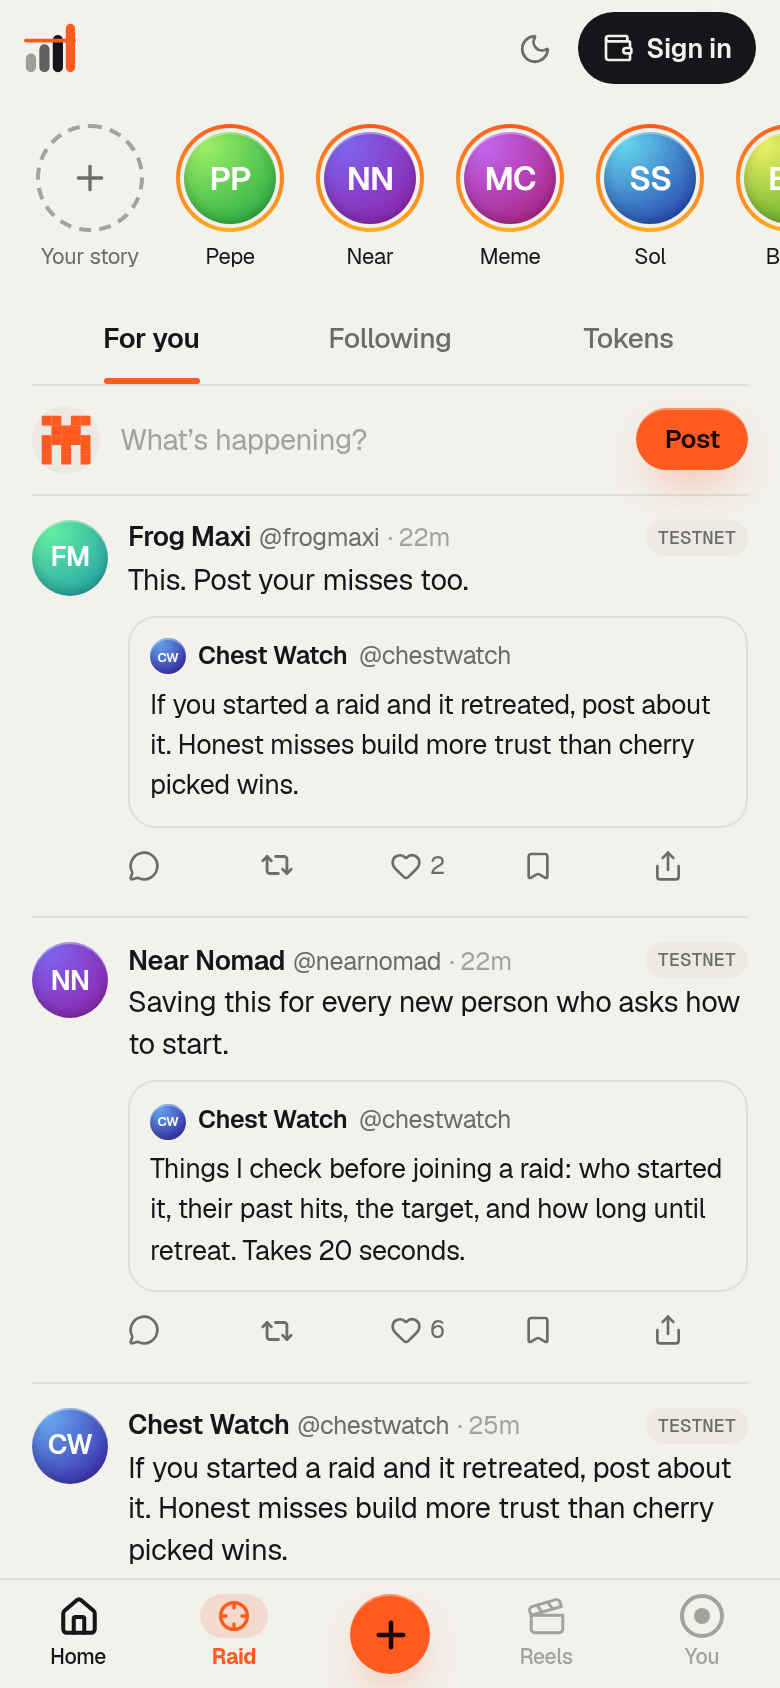 Sign in
PP
NN
MC
SS
Your story
Pepe
Near
Meme
Sol
B
For you
Following
Tokens
What's happening?
Post
FM
Frog Maxi @frogmaxi · 22m
TESTNET
This. Post your misses too.
CW
Chest Watch @chestwatch
If you started a raid and it retreated, post about
it. Honest misses build more trust than cherry
picked wins.
2
NN
Near Nomad @nearnomad · 22m
TESTNET
Saving this for every new person who asks how
to start.
CW
Chest Watch @chestwatch
Things I check before joining a raid: who started
it, their past hits, the target, and how long until
retreat. Takes 20 seconds.
6
CW
Chest Watch @chestwatch · 25m
TESTNET
If you started a raid and it retreated, post about
it. Honest misses build more trust than cherry
picked wins.
Home
Raid
Reels
You